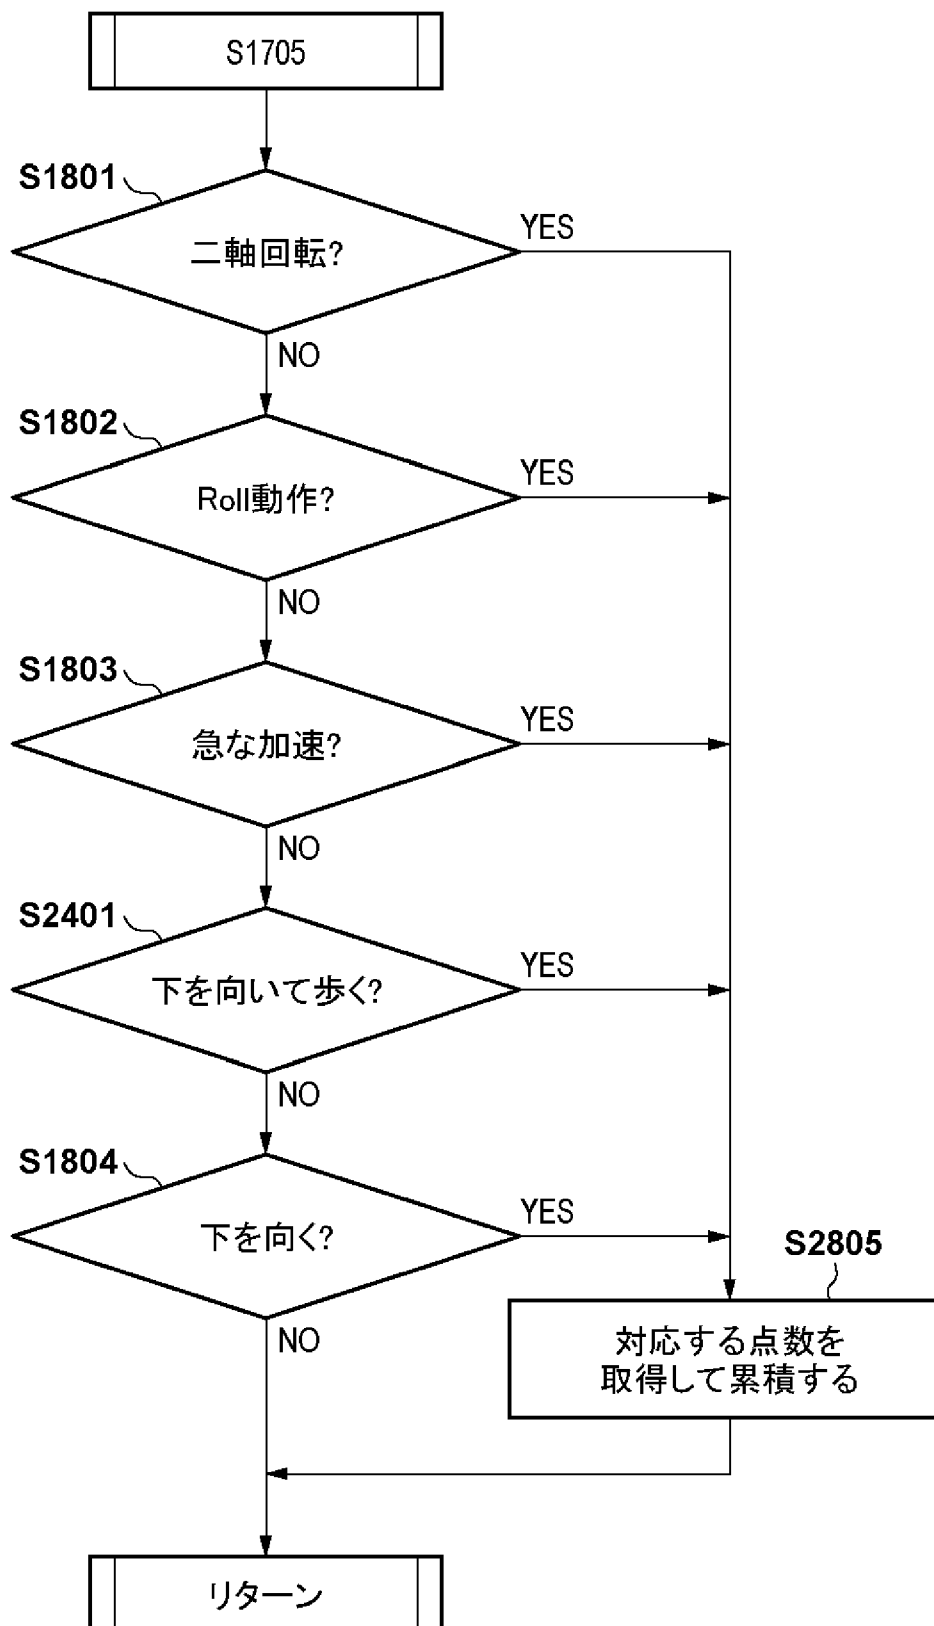 S1705
S1801
二軸回転?
YES
NO
S1802
Roll動作?
YES
NO
S1803
急な加速?
YES
NO
S2401
下を向いて歩く?
YES
NO
S1804
下を向く?
YES
NO
S2805
対応する点数を
取得して累積する
リターン